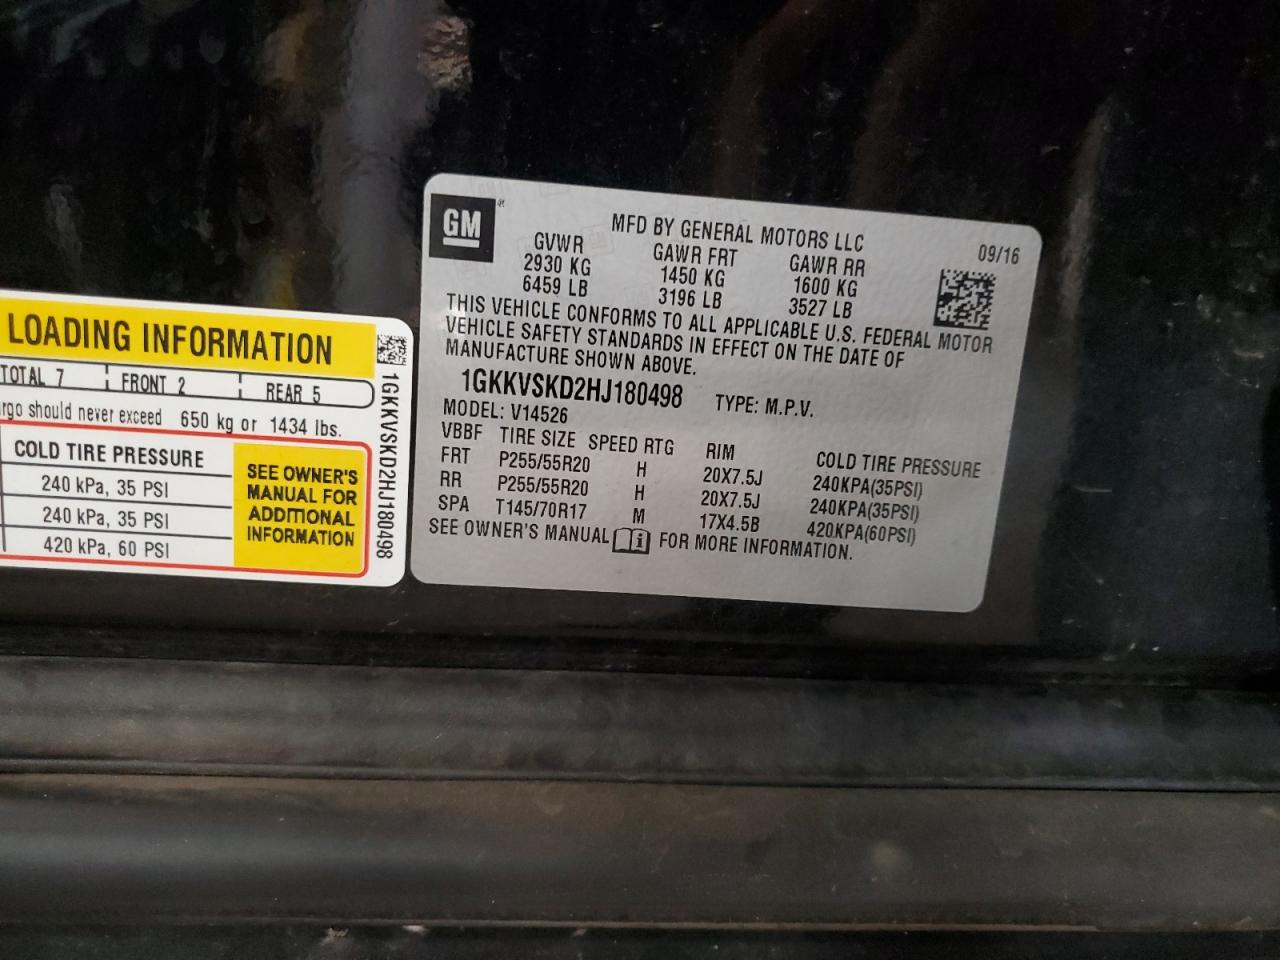 LOADING INFORMATION
TOTAL 7 FRONT 2 REAR 5
should never exceed 650 kg or 1434 lbs.
COLD TIRE PRESSURE
240 kPa, 35 PSI
240 kPa, 35 PSI
420 kPa, 60 PSI
SEE OWNER'S
MANUAL FOR
ADDITIONAL
INFORMATION
1GKKVSKD2HJ180498
GM®
MFD BY GENERAL MOTORS LLC
09/16
GVWR GAWR FRT GAWR RR
2930 KG 1450 KG 1600 KG
6459 LB 3196 LB 3527 LB
THIS VEHICLE CONFORMS TO ALL APPLICABLE U.S. FEDERAL MOTOR
VEHICLE SAFETY STANDARDS IN EFFECT ON THE DATE OF
MANUFACTURE SHOWN ABOVE.
1GKKVSKD2HJ180498 TYPE: M.P.V.
MODEL: V14526
VBBF TIRE SIZE SPEED RTG RIM COLD TIRE PRESSURE
FRT P255/55R20 H 20X7.5J 240KPA(35PSI)
RR P255/55R20 H 20X7.5J 240KPA(35PSI)
SPA T145/70R17 M 17X4.5B 420KPA(60PSI)
SEE OWNER'S MANUAL FOR MORE INFORMATION.